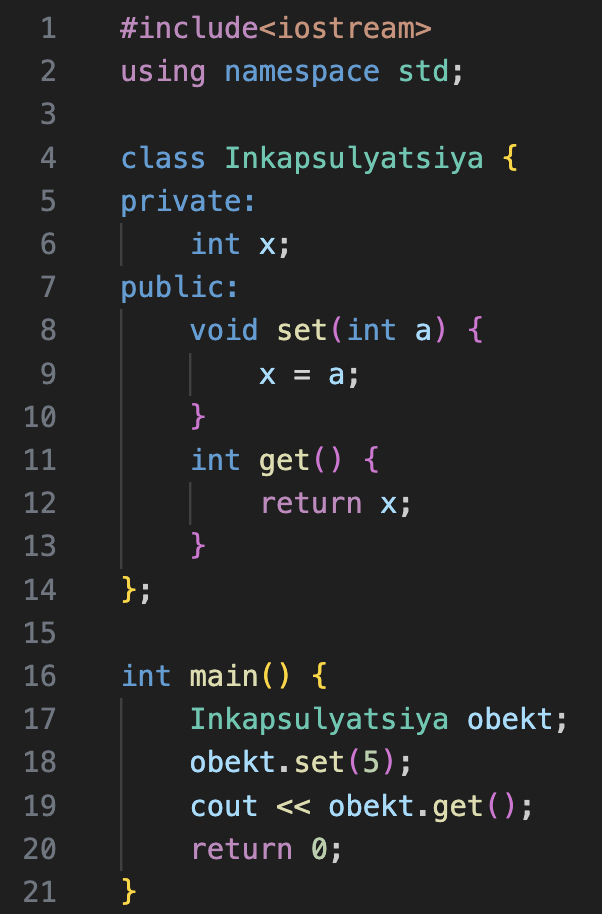 1 #include<iostream>
2 using namespace std;
3
4 class Inkapsulyatsiya {
5 private:
6     int x;
7 public:
8     void set(int a) {
9         x = a;
10     }
11     int get() {
12         return x;
13     }
14 };
15
16 int main() {
17     Inkapsulyatsiya obekt;
18     obekt.set(5);
19     cout << obekt.get();
20     return 0;
21 }